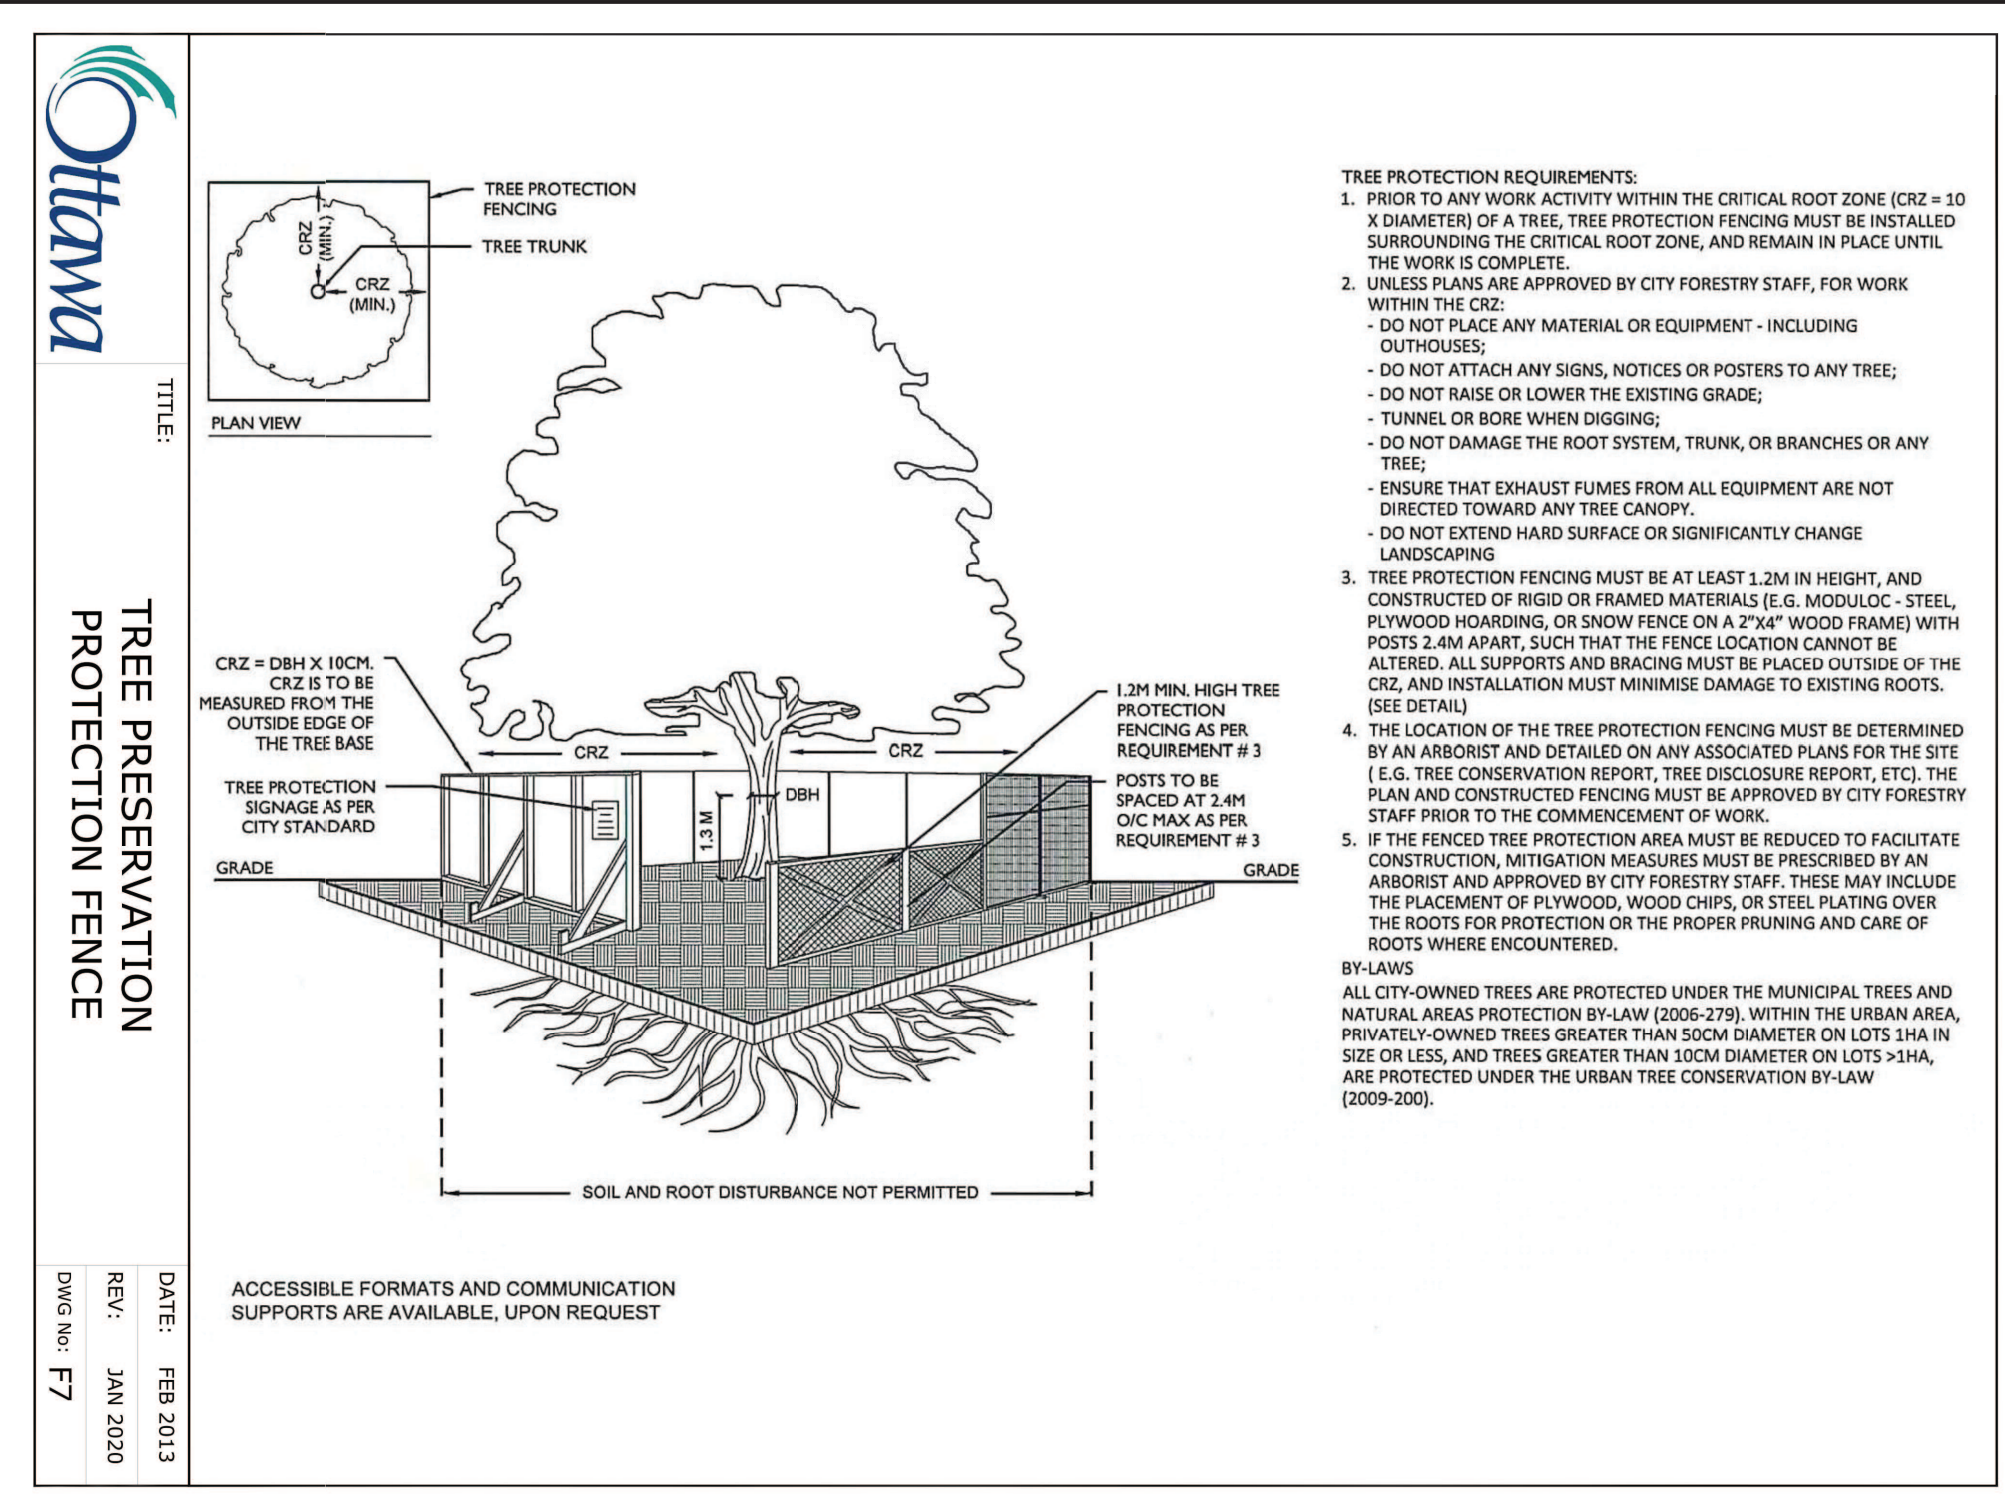 Ottawa
TITLE:
TREE PRESERVATION
PROTECTION FENCE
DATE: FEB 2013
REV: JAN 2020
DWG No: F7
TREE PROTECTION
FENCING
TREE TRUNK
CRZ
(MIN.)
CRZ
(MIN.)
PLAN VIEW
CRZ = DBH X 10CM.
CRZ IS TO BE
MEASURED FROM THE
OUTSIDE EDGE OF
THE TREE BASE
TREE PROTECTION
SIGNAGE AS PER
CITY STANDARD
GRADE
CRZ
CRZ
DBH
1.3 M
1.2M MIN. HIGH TREE
PROTECTION
FENCING AS PER
REQUIREMENT # 3
POSTS TO BE
SPACED AT 2.4M
O/C MAX AS PER
REQUIREMENT # 3
GRADE
SOIL AND ROOT DISTURBANCE NOT PERMITTED
ACCESSIBLE FORMATS AND COMMUNICATION
SUPPORTS ARE AVAILABLE, UPON REQUEST
TREE PROTECTION REQUIREMENTS:
1. PRIOR TO ANY WORK ACTIVITY WITHIN THE CRITICAL ROOT ZONE (CRZ = 10
X DIAMETER) OF A TREE, TREE PROTECTION FENCING MUST BE INSTALLED
SURROUNDING THE CRITICAL ROOT ZONE, AND REMAIN IN PLACE UNTIL
THE WORK IS COMPLETE.
2. UNLESS PLANS ARE APPROVED BY CITY FORESTRY STAFF, FOR WORK
WITHIN THE CRZ:
- DO NOT PLACE ANY MATERIAL OR EQUIPMENT - INCLUDING
OUTHOUSES;
- DO NOT ATTACH ANY SIGNS, NOTICES OR POSTERS TO ANY TREE;
- DO NOT RAISE OR LOWER THE EXISTING GRADE;
- TUNNEL OR BORE WHEN DIGGING;
- DO NOT DAMAGE THE ROOT SYSTEM, TRUNK, OR BRANCHES OR ANY
TREE;
- ENSURE THAT EXHAUST FUMES FROM ALL EQUIPMENT ARE NOT
DIRECTED TOWARD ANY TREE CANOPY.
- DO NOT EXTEND HARD SURFACE OR SIGNIFICANTLY CHANGE
LANDSCAPING
3. TREE PROTECTION FENCING MUST BE AT LEAST 1.2M IN HEIGHT, AND
CONSTRUCTED OF RIGID OR FRAMED MATERIALS (E.G. MODULOC - STEEL,
PLYWOOD HOARDING, OR SNOW FENCE ON A 2"X4" WOOD FRAME) WITH
POSTS 2.4M APART, SUCH THAT THE FENCE LOCATION CANNOT BE
ALTERED. ALL SUPPORTS AND BRACING MUST BE PLACED OUTSIDE OF THE
CRZ, AND INSTALLATION MUST MINIMISE DAMAGE TO EXISTING ROOTS.
(SEE DETAIL)
4. THE LOCATION OF THE TREE PROTECTION FENCING MUST BE DETERMINED
BY AN ARBORIST AND DETAILED ON ANY ASSOCIATED PLANS FOR THE SITE
( E.G. TREE CONSERVATION REPORT, TREE DISCLOSURE REPORT, ETC). THE
PLAN AND CONSTRUCTED FENCING MUST BE APPROVED BY CITY FORESTRY
STAFF PRIOR TO THE COMMENCEMENT OF WORK.
5. IF THE FENCED TREE PROTECTION AREA MUST BE REDUCED TO FACILITATE
CONSTRUCTION, MITIGATION MEASURES MUST BE PRESCRIBED BY AN
ARBORIST AND APPROVED BY CITY FORESTRY STAFF. THESE MAY INCLUDE
THE PLACEMENT OF PLYWOOD, WOOD CHIPS, OR STEEL PLATING OVER
THE ROOTS FOR PROTECTION OR THE PROPER PRUNING AND CARE OF
ROOTS WHERE ENCOUNTERED.
BY-LAWS
ALL CITY-OWNED TREES ARE PROTECTED UNDER THE MUNICIPAL TREES AND
NATURAL AREAS PROTECTION BY-LAW (2006-279). WITHIN THE URBAN AREA,
PRIVATELY-OWNED TREES GREATER THAN 50CM DIAMETER ON LOTS 1HA IN
SIZE OR LESS, AND TREES GREATER THAN 10CM DIAMETER ON LOTS >1HA,
ARE PROTECTED UNDER THE URBAN TREE CONSERVATION BY-LAW
(2009-200).